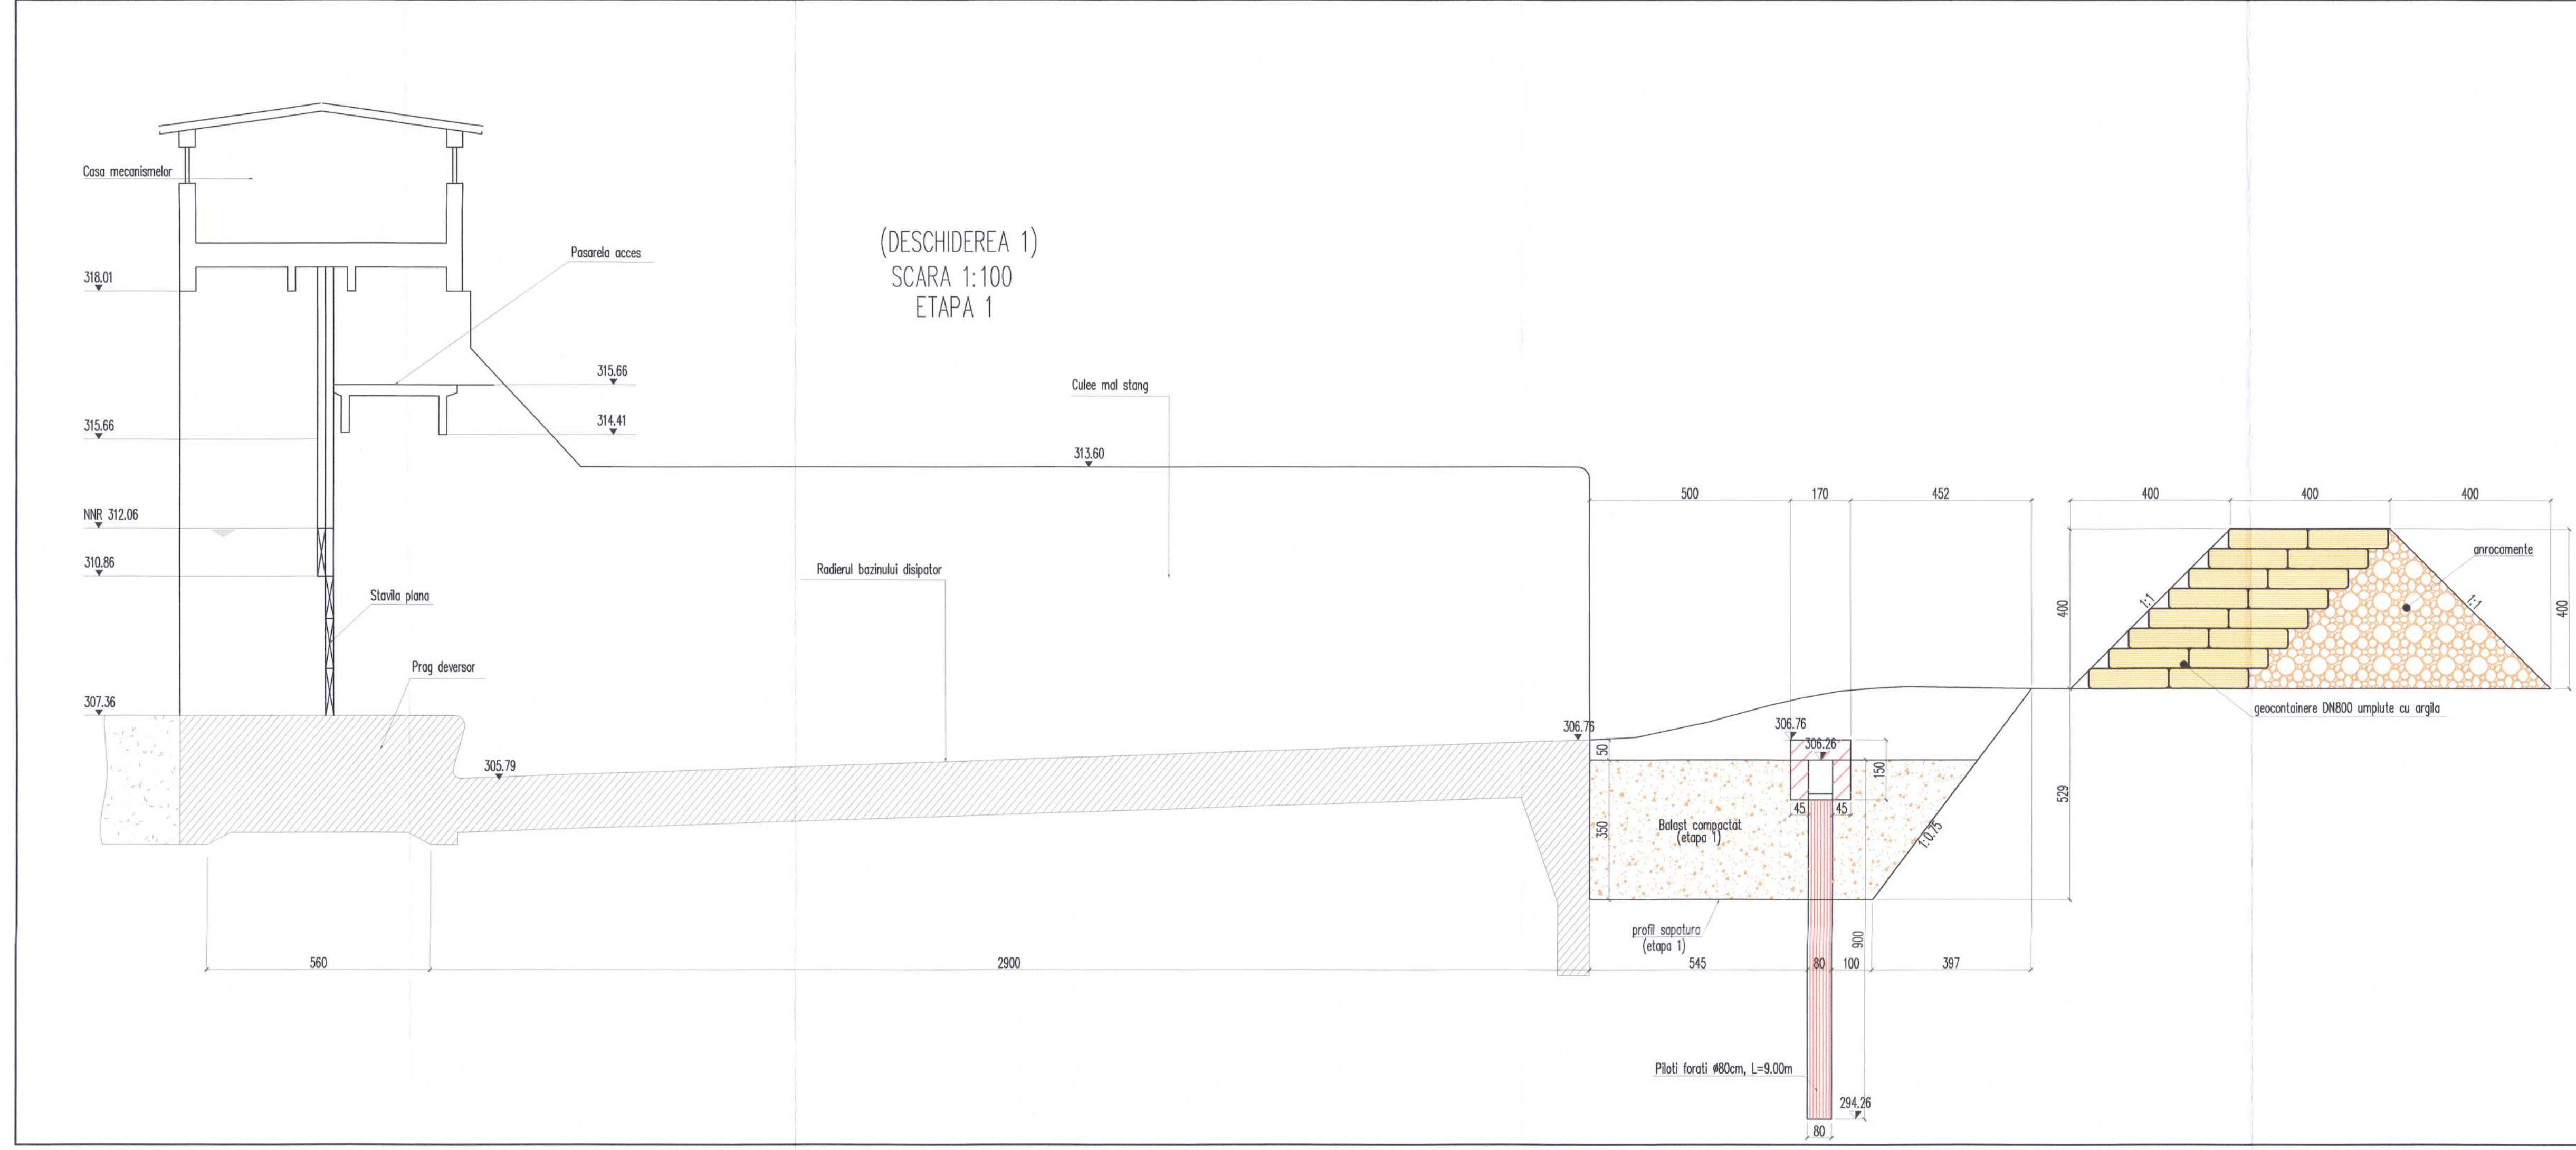 (DESCHIDEREA 1)
SCARA 1:100
ETAPA 1
Casa mecanismelor
Pasarela acces
318.01
315.66
314.41
315.66
NNR 312.06
310.86
Stavila plana
Prag deversor
307.36
305.79
Culee mal stang
313.60
Radierul bazinului disipator
306.76
500
170
452
400
400
400
400
1:1
1:1
400
anrocamente
geocontainere DN800 umplute cu argila
306.76
306.26
50
150
45
45
350
Balast compactat
(etapa 1)
1:0.75
529
profil sapatura
(etapa 1)
900
560
2900
545
80
100
397
Piloti forati ø80cm, L=9.00m
294.26
80